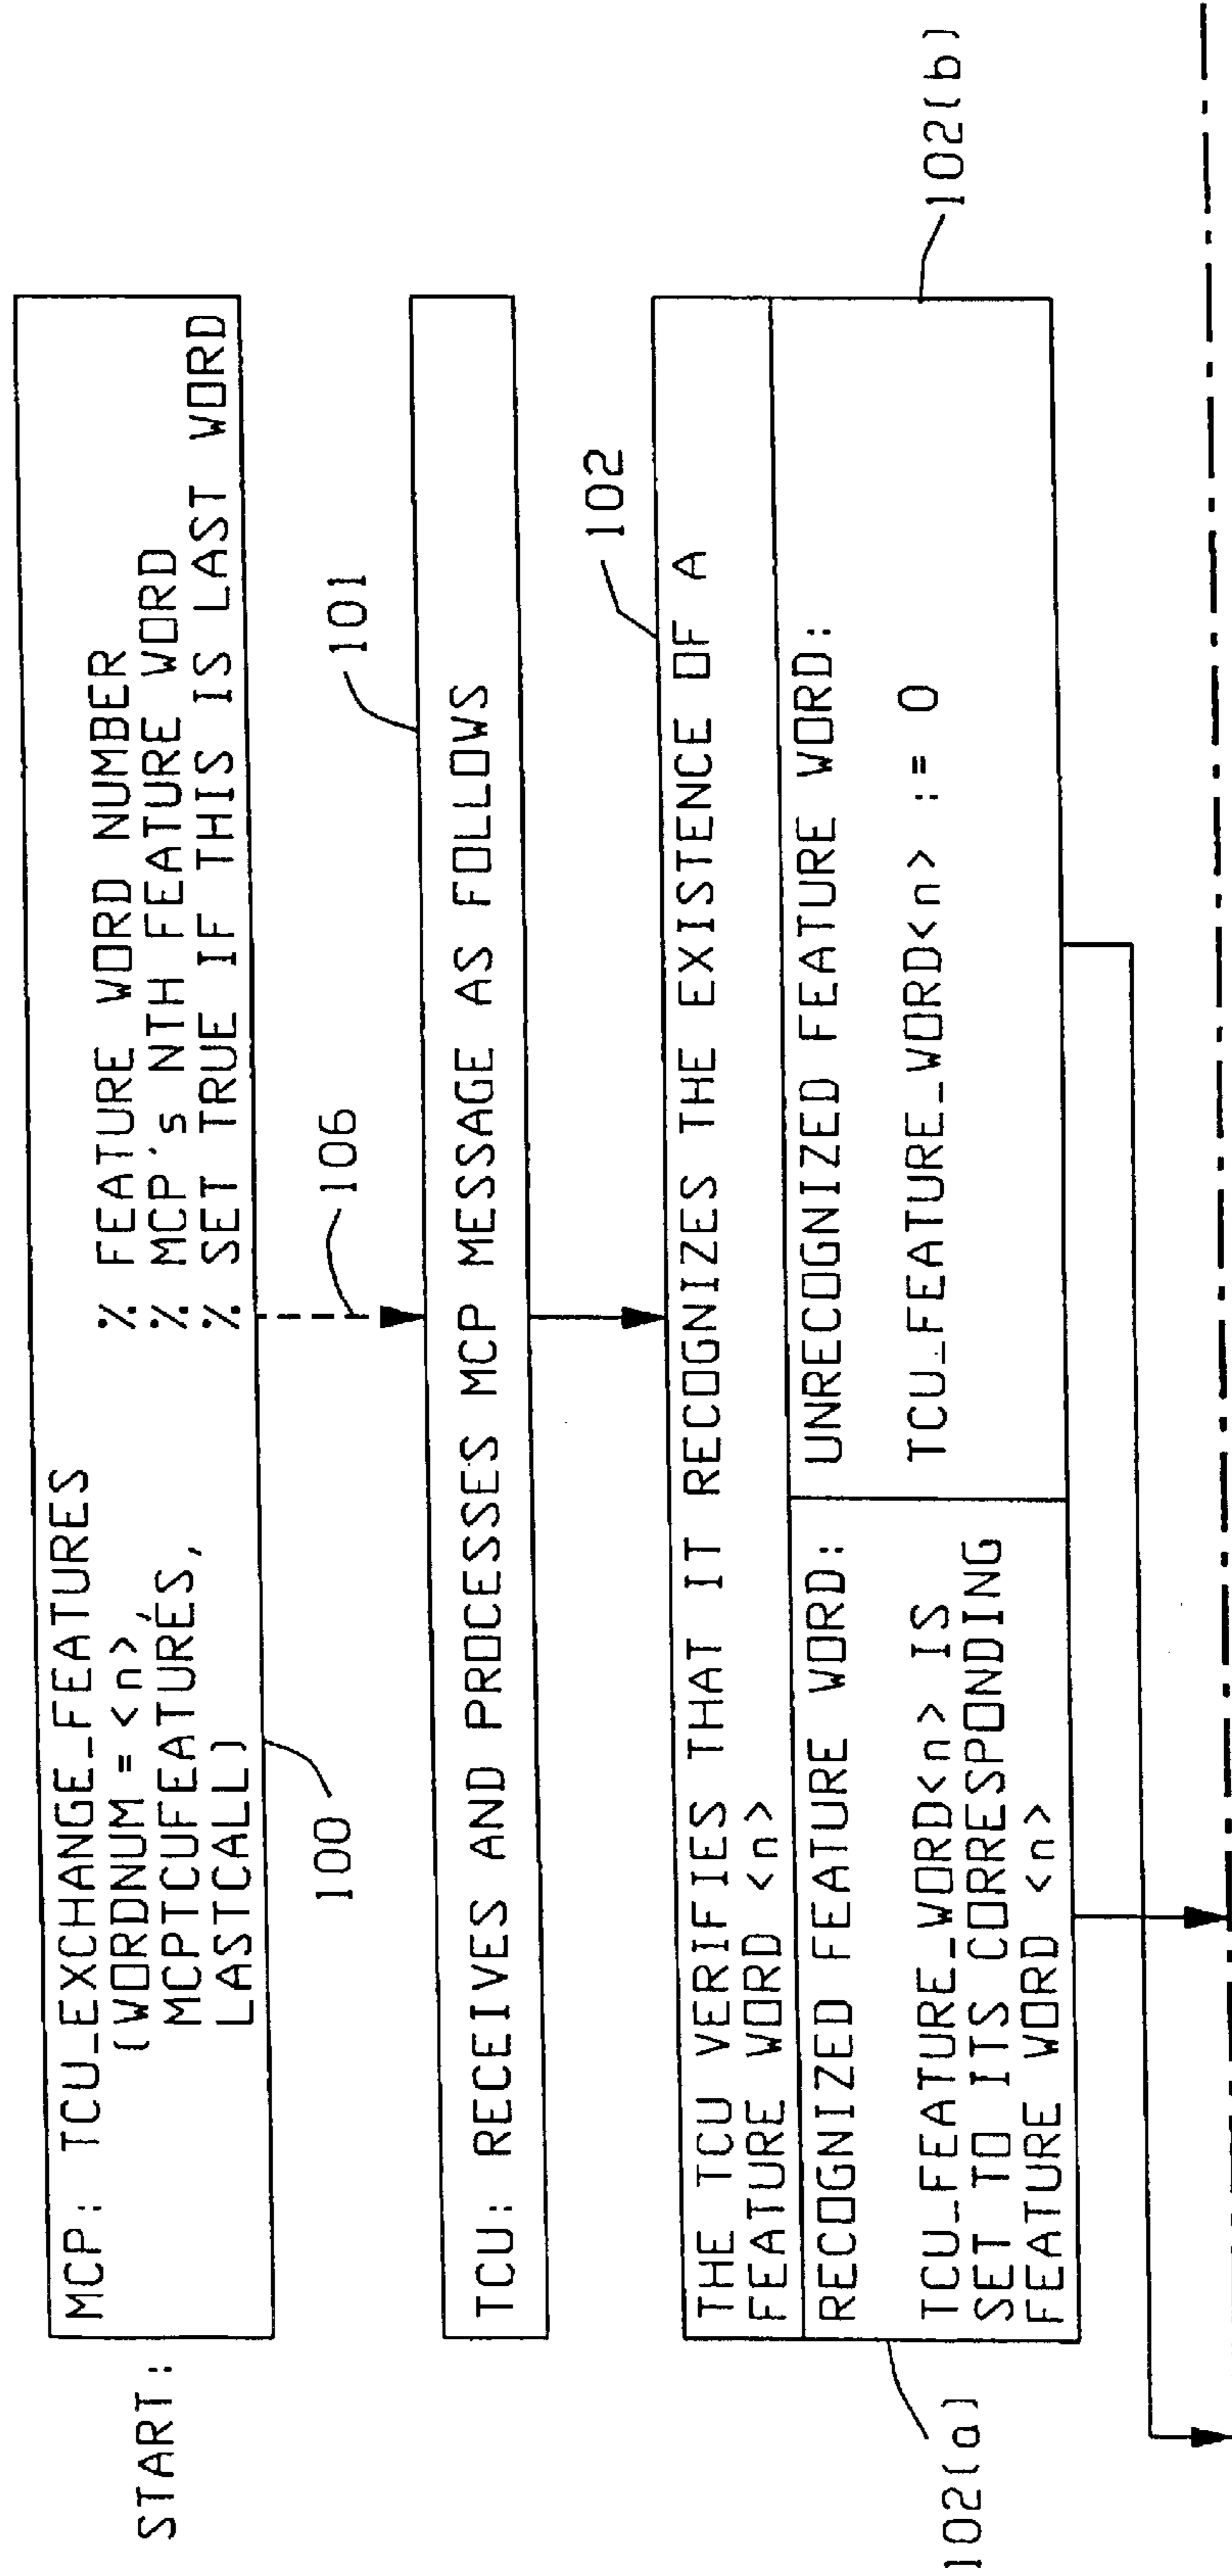 START:
MCP: TCU_EXCHANGE_FEATURES
(WORDNUM=<n>, % FEATURE WORD NUMBER
MCPTCUFEATURES, % MCP's NTH FEATURE WORD
LASTCALL) % SET TRUE IF THIS IS LAST WORD
100
106
101
TCU: RECEIVES AND PROCESSES MCP MESSAGE AS FOLLOWS
102
THE TCU VERIFIES THAT IT RECOGNIZES THE EXISTENCE OF A
FEATURE WORD <n>
RECOGNIZED FEATURE WORD:
TCU_FEATURE_WORD<n> IS
SET TO ITS CORRESPONDING
FEATURE WORD <n>
UNRECOGNIZED FEATURE WORD:
TCU_FEATURE_WORD<n> := 0
102(a)
102(b)